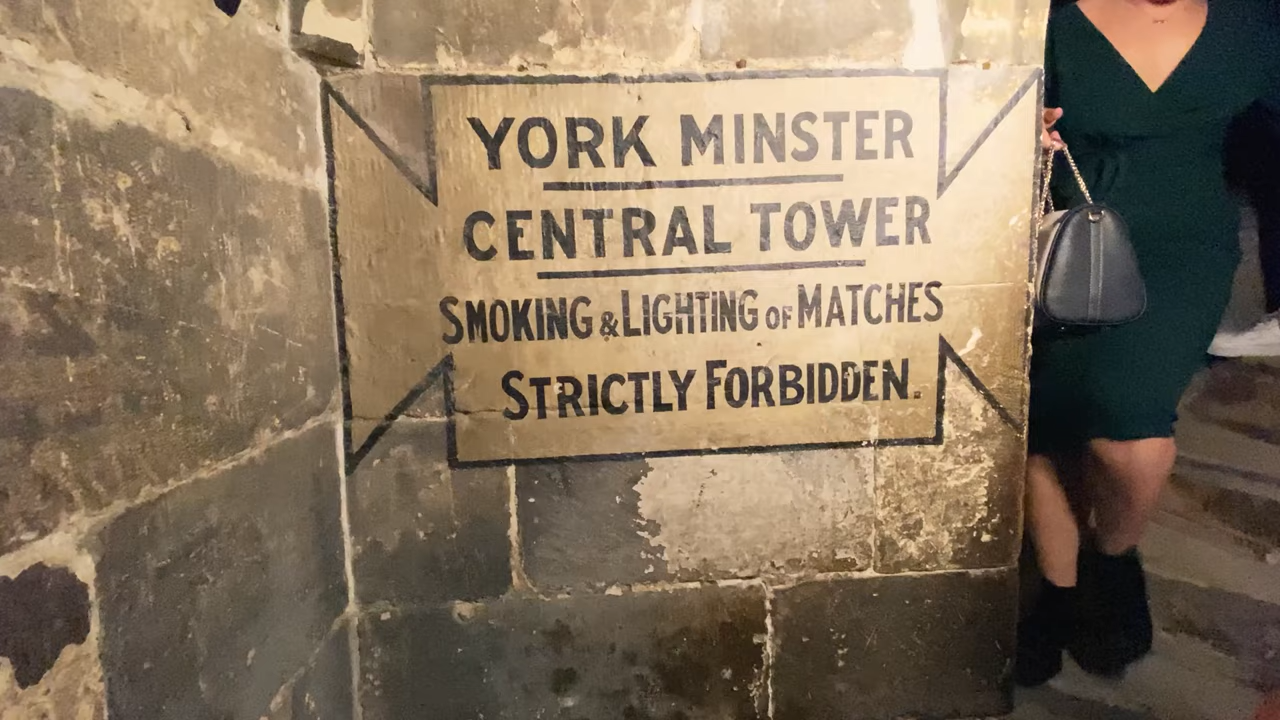 YORK MINSTER
CENTRAL TOWER
SMOKING & LIGHTING OF MATCHES
STRICTLY FORBIDDEN.